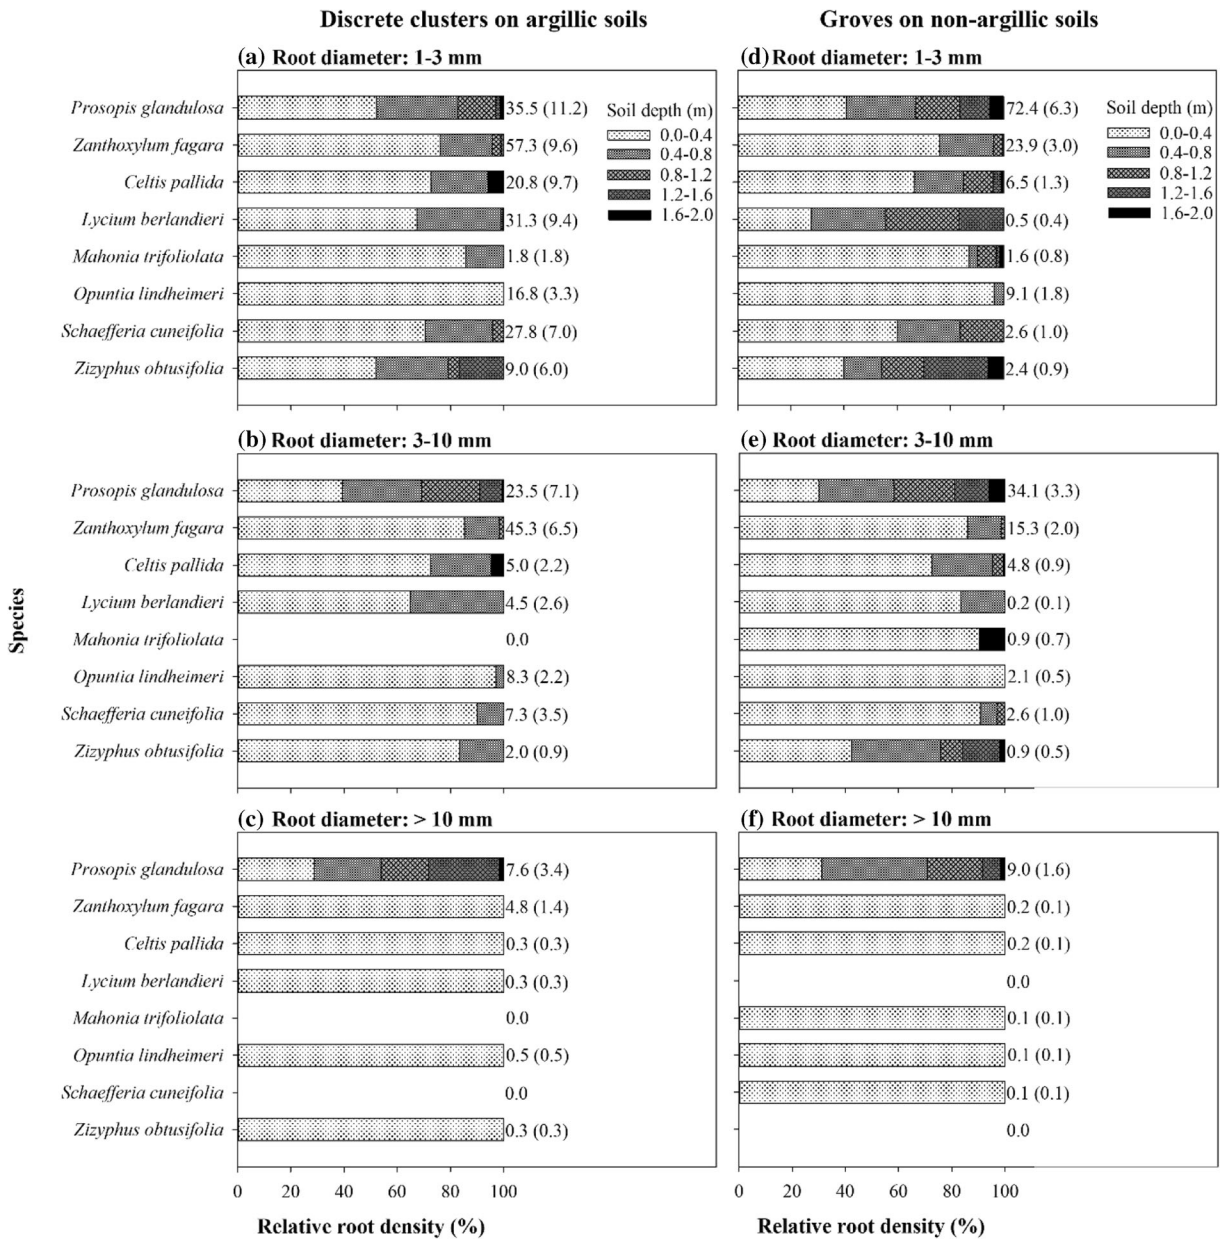 Discrete clusters on argillic soils
Groves on non-argillic soils
(a) Root diameter: 1-3 mm
Prosopis glandulosa 35.5 (11.2)
Zanthoxylum fagara 57.3 (9.6)
Celtis pallida 20.8 (9.7)
Lycium berlandieri 31.3 (9.4)
Mahonia trifoliolata 1.8 (1.8)
Opuntia lindheimeri 16.8 (3.3)
Schaefferia cuneifolia 27.8 (7.0)
Zizyphus obtusifolia 9.0 (6.0)
Soil depth (m)
0.0-0.4
0.4-0.8
0.8-1.2
1.2-1.6
1.6-2.0
(d) Root diameter: 1-3 mm
72.4 (6.3)
23.9 (3.0)
6.5 (1.3)
0.5 (0.4)
1.6 (0.8)
9.1 (1.8)
2.6 (1.0)
2.4 (0.9)
Soil depth (m)
0.0-0.4
0.4-0.8
0.8-1.2
1.2-1.6
1.6-2.0
Species
(b) Root diameter: 3-10 mm
Prosopis glandulosa 23.5 (7.1)
Zanthoxylum fagara 45.3 (6.5)
Celtis pallida 5.0 (2.2)
Lycium berlandieri 4.5 (2.6)
Mahonia trifoliolata 0.0
Opuntia lindheimeri 8.3 (2.2)
Schaefferia cuneifolia 7.3 (3.5)
Zizyphus obtusifolia 2.0 (0.9)
(e) Root diameter: 3-10 mm
34.1 (3.3)
15.3 (2.0)
4.8 (0.9)
0.2 (0.1)
0.9 (0.7)
2.1 (0.5)
2.6 (1.0)
0.9 (0.5)
(c) Root diameter: > 10 mm
Prosopis glandulosa 7.6 (3.4)
Zanthoxylum fagara 4.8 (1.4)
Celtis pallida 0.3 (0.3)
Lycium berlandieri 0.3 (0.3)
Mahonia trifoliolata 0.0
Opuntia lindheimeri 0.5 (0.5)
Schaefferia cuneifolia 0.0
Zizyphus obtusifolia 0.3 (0.3)
0 20 40 60 80 100
Relative root density (%)
(f) Root diameter: > 10 mm
9.0 (1.6)
0.2 (0.1)
0.2 (0.1)
0.0
0.1 (0.1)
0.1 (0.1)
0.1 (0.1)
0.0
0 20 40 60 80 100
Relative root density (%)